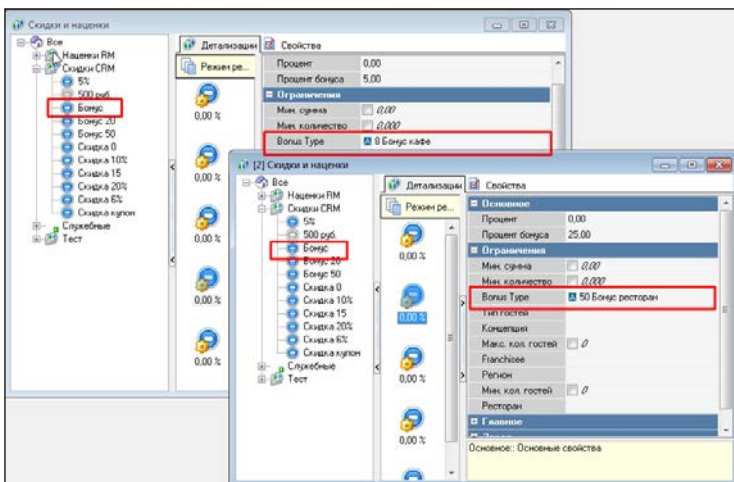 Скидки и наценки
Все
Наценки RM
Скидки CRM
5%
500 руб.
Бонус
Бонус 20
Бонус 50
Скидка 0
Скидка 10%
Скидка 15
Скидка 20%
Скидка 6%
Скидка купон
Служебные
Тест
Детализации
Режим ре...
0,00 %
0,00 %
0,00 %
0,00 %
0,00 %
Свойства
Процент 0,00
Процент бонуса 5,00
Ограничения
Мин. сумма 0,00
Мин. количество 0,000
Bonus Type 0 Бонус кафе
[2] Скидки и наценки
Все
Наценки RM
Скидки CRM
5%
500 руб.
Бонус
Бонус 20
Бонус 50
Скидка 0
Скидка 10%
Скидка 15
Скидка 20%
Скидка 6%
Скидка купон
Служебные
Тест
Детализации
Режим ре...
0,00 %
0,00 %
0,00 %
0,00 %
Свойства
Основное
Процент 0,00
Процент бонуса 25,00
Ограничения
Мин. сумма 0,00
Мин. количество 0,000
Bonus Type 50 Бонус ресторан
Тип гостей
Концепция
Макс. кол. гостей 0
Franchisee
Регион
Мин. кол. гостей 0
Ресторан
Главное
Основное:: Основные свойства